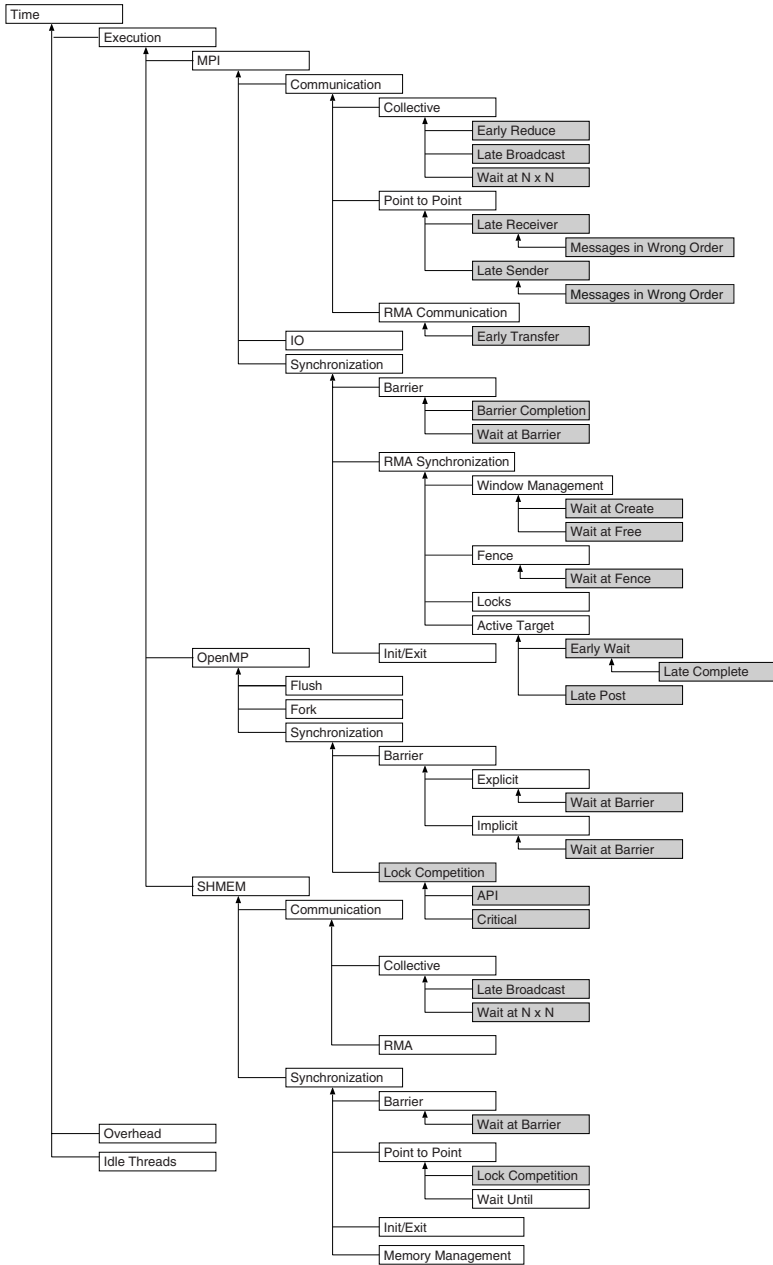 Time
Execution
MPI
Communication
Collective
Early Reduce
Late Broadcast
Wait at N x N
Point to Point
Late Receiver
Messages in Wrong Order
Late Sender
Messages in Wrong Order
RMA Communication
Early Transfer
IO
Synchronization
Barrier
Barrier Completion
Wait at Barrier
RMA Synchronization
Window Management
Wait at Create
Wait at Free
Fence
Wait at Fence
Locks
Active Target
Early Wait
Late Complete
Late Post
Init/Exit
OpenMP
Flush
Fork
Synchronization
Barrier
Explicit
Wait at Barrier
Implicit
Wait at Barrier
Lock Competition
API
Critical
SHMEM
Communication
Collective
Late Broadcast
Wait at N x N
RMA
Synchronization
Barrier
Wait at Barrier
Point to Point
Lock Competition
Wait Until
Init/Exit
Memory Management
Overhead
Idle Threads